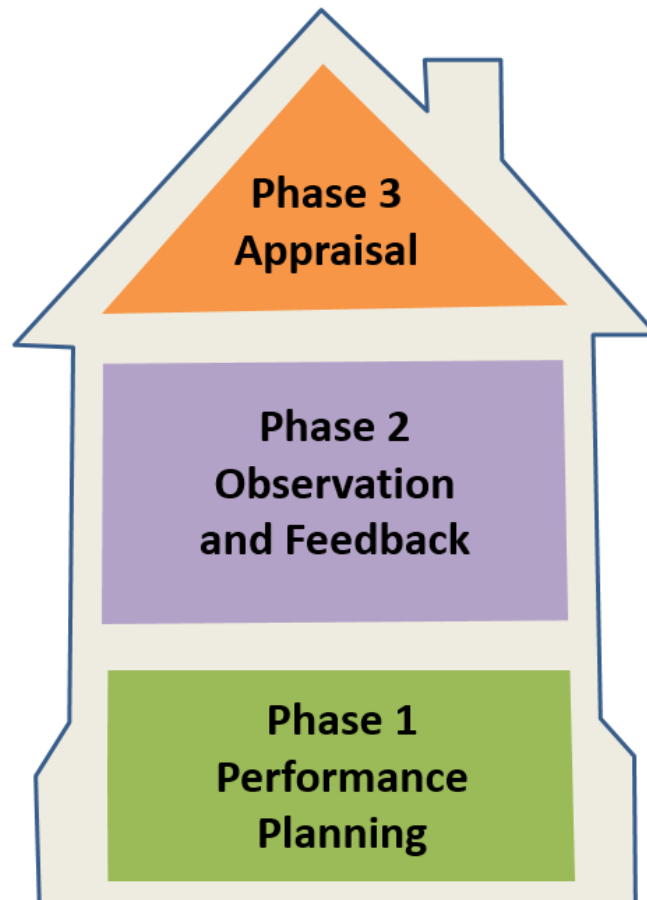 Phase 3
Appraisal
Phase 2
Observation
and Feedback
Phase 1
Performance
Planning